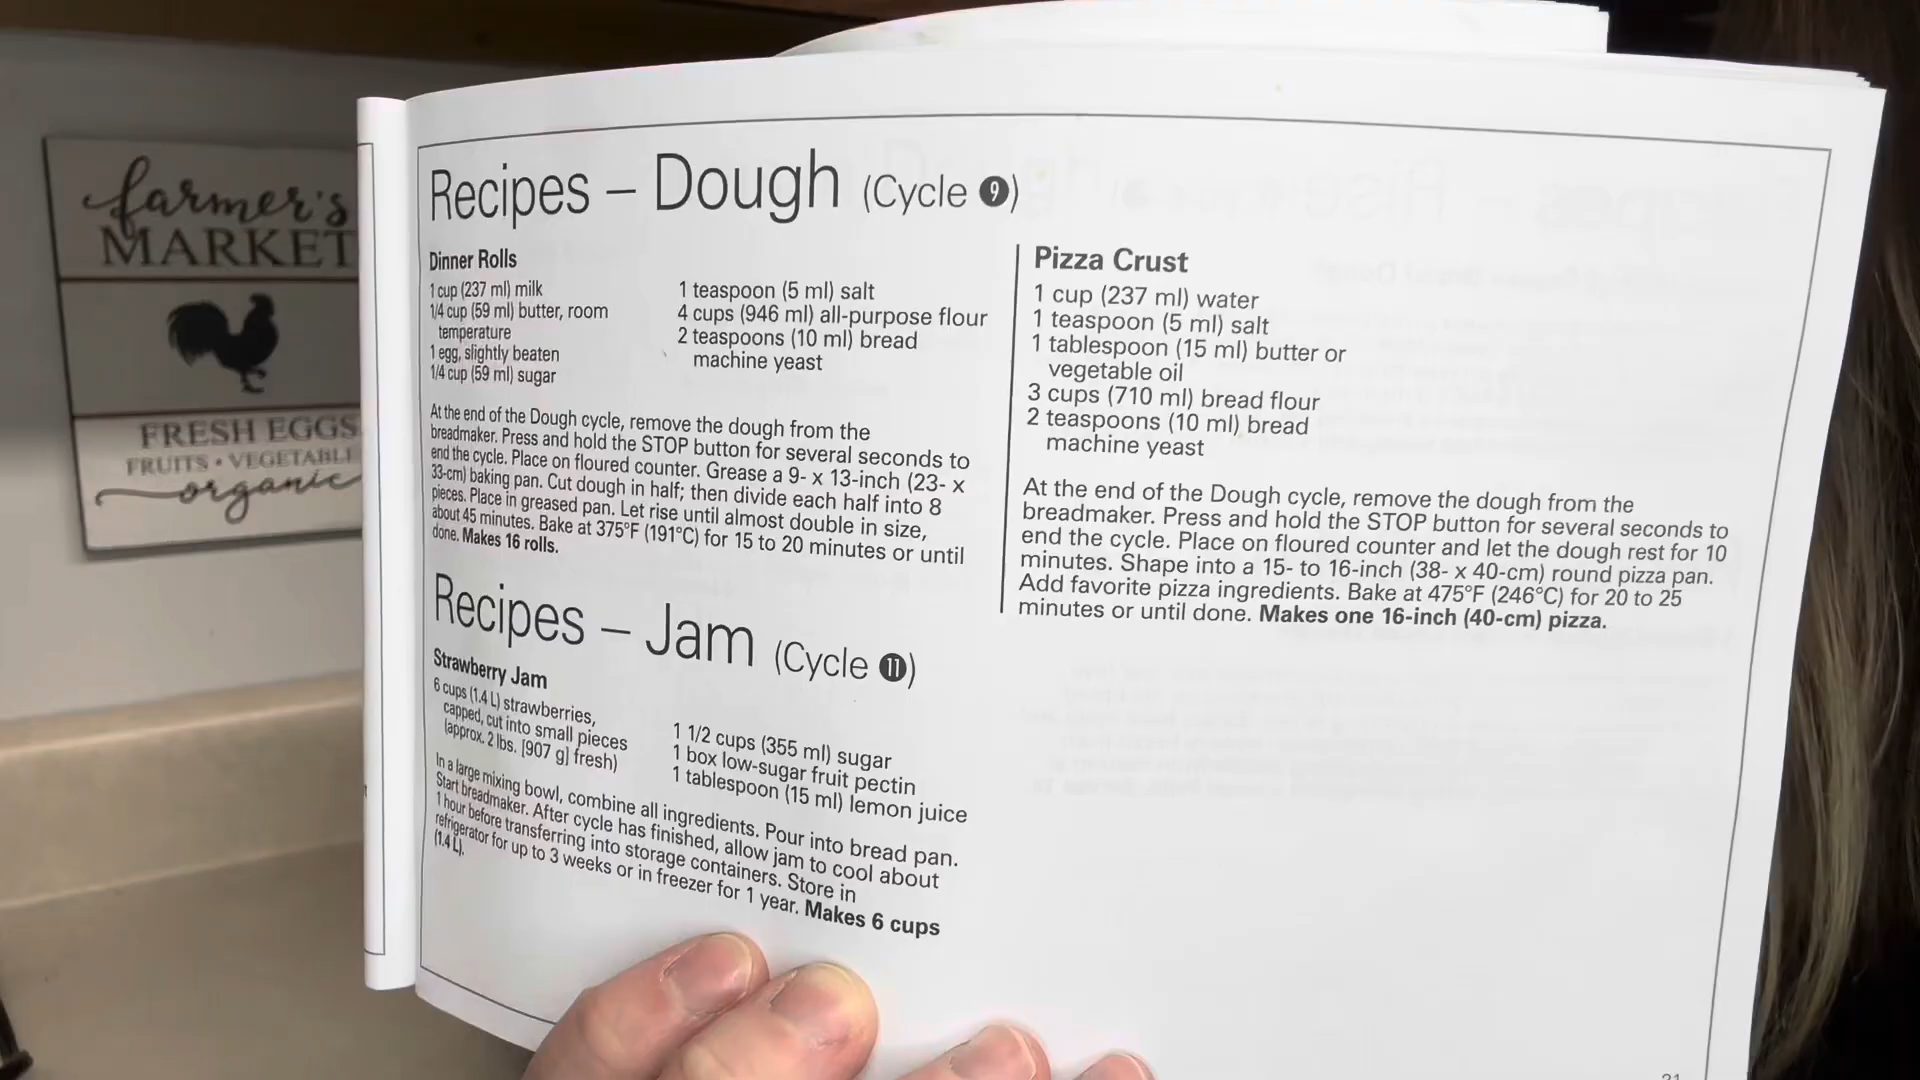 farmer's
MARKET
FRESH EGGS
FRUITS • VEGETABLE
organic
Recipes – Dough (Cycle 9)
Dinner Rolls
1 cup (237 ml) milk
1/4 cup (59 ml) butter, room
temperature
1 egg, slightly beaten
1/4 cup (59 ml) sugar
1 teaspoon (5 ml) salt
4 cups (946 ml) all-purpose flour
2 teaspoons (10 ml) bread
machine yeast
At the end of the Dough cycle, remove the dough from the
breadmaker. Press and hold the STOP button for several seconds to
end the cycle. Place on floured counter. Grease a 9- x 13-inch (23- x
33-cm) baking pan. Cut dough in half; then divide each half into 8
pieces. Place in greased pan. Let rise until almost double in size,
about 45 minutes. Bake at 375°F (191°C) for 15 to 20 minutes or until
done. Makes 16 rolls.
Recipes – Jam (Cycle 11)
Strawberry Jam
6 cups (1.4 L) strawberries,
capped, cut into small pieces
(approx. 2 lbs. [907 g] fresh)
1 1/2 cups (355 ml) sugar
1 box low-sugar fruit pectin
1 tablespoon (15 ml) lemon juice
In a large mixing bowl, combine all ingredients. Pour into bread pan.
Start breadmaker. After cycle has finished, allow jam to cool about
1 hour before transferring into storage containers. Store in
refrigerator for up to 3 weeks or in freezer for 1 year. Makes 6 cups
(1.4 L).
Pizza Crust
1 cup (237 ml) water
1 teaspoon (5 ml) salt
1 tablespoon (15 ml) butter or
vegetable oil
3 cups (710 ml) bread flour
2 teaspoons (10 ml) bread
machine yeast
At the end of the Dough cycle, remove the dough from the
breadmaker. Press and hold the STOP button for several seconds to
end the cycle. Place on floured counter and let the dough rest for 10
minutes. Shape into a 15- to 16-inch (38- x 40-cm) round pizza pan.
Add favorite pizza ingredients. Bake at 475°F (246°C) for 20 to 25
minutes or until done. Makes one 16-inch (40-cm) pizza.